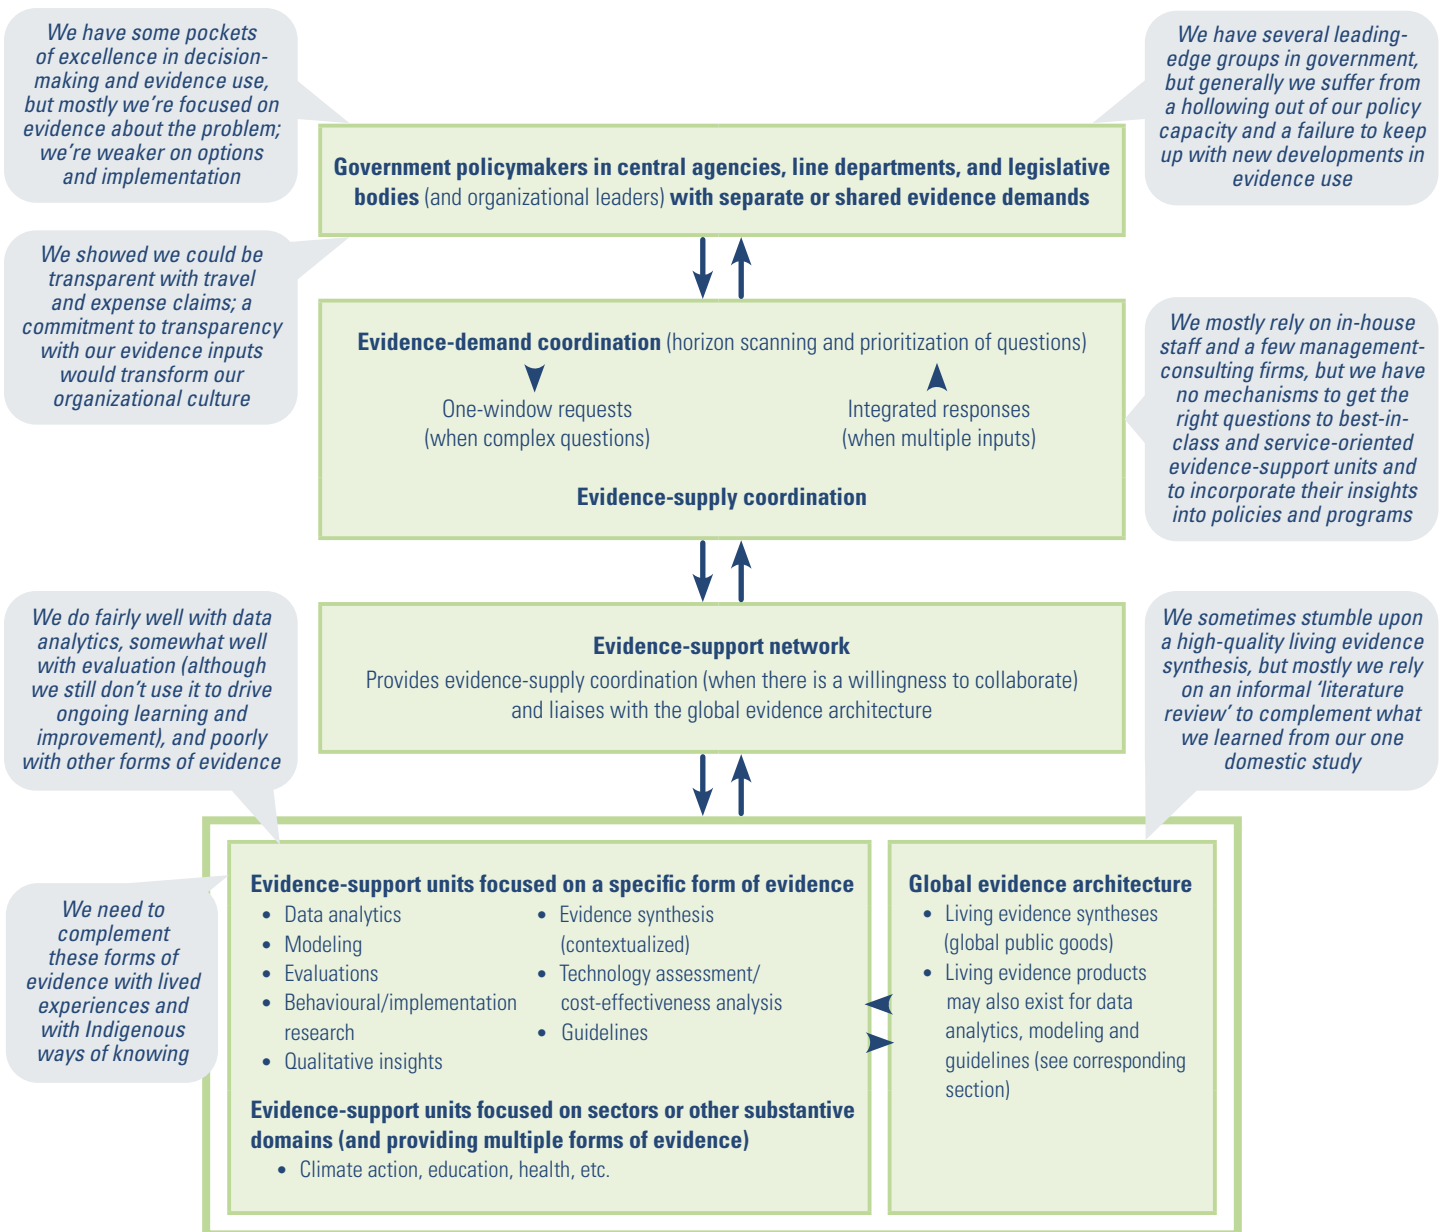 We have some pockets
of excellence in decision-
making and evidence use,
but mostly we're focused on
evidence about the problem;
we're weaker on options
and implementation
We have several leading-
edge groups in government,
but generally we suffer from
a hollowing out of our policy
capacity and a failure to keep
up with new developments in
evidence use
Government policymakers in central agencies, line departments, and legislative
bodies (and organizational leaders) with separate or shared evidence demands
We showed we could be
transparent with travel
and expense claims; a
commitment to transparency
with our evidence inputs
would transform our
organizational culture
Evidence-demand coordination (horizon scanning and prioritization of questions)
One-window requests
(when complex questions)
Integrated responses
(when multiple inputs)
Evidence-supply coordination
We mostly rely on in-house
staff and a few management-
consulting firms, but we have
no mechanisms to get the
right questions to best-in-
class and service-oriented
evidence-support units and
to incorporate their insights
into policies and programs
We do fairly well with data
analytics, somewhat well
with evaluation (although
we still don't use it to drive
ongoing learning and
improvement), and poorly
with other forms of evidence
Evidence-support network
Provides evidence-supply coordination (when there is a willingness to collaborate)
and liaises with the global evidence architecture
We sometimes stumble upon
a high-quality living evidence
synthesis, but mostly we rely
on an informal 'literature
review' to complement what
we learned from our one
domestic study
We need to
complement
these forms of
evidence with lived
experiences and
with Indigenous
ways of knowing
Evidence-support units focused on a specific form of evidence
• Data analytics
• Modeling
• Evaluations
• Behavioural/implementation
research
• Qualitative insights
• Evidence synthesis
(contextualized)
• Technology assessment/
cost-effectiveness analysis
• Guidelines
Evidence-support units focused on sectors or other substantive
domains (and providing multiple forms of evidence)
• Climate action, education, health, etc.
Global evidence architecture
• Living evidence syntheses
(global public goods)
• Living evidence products
may also exist for data
analytics, modeling and
guidelines (see corresponding
section)